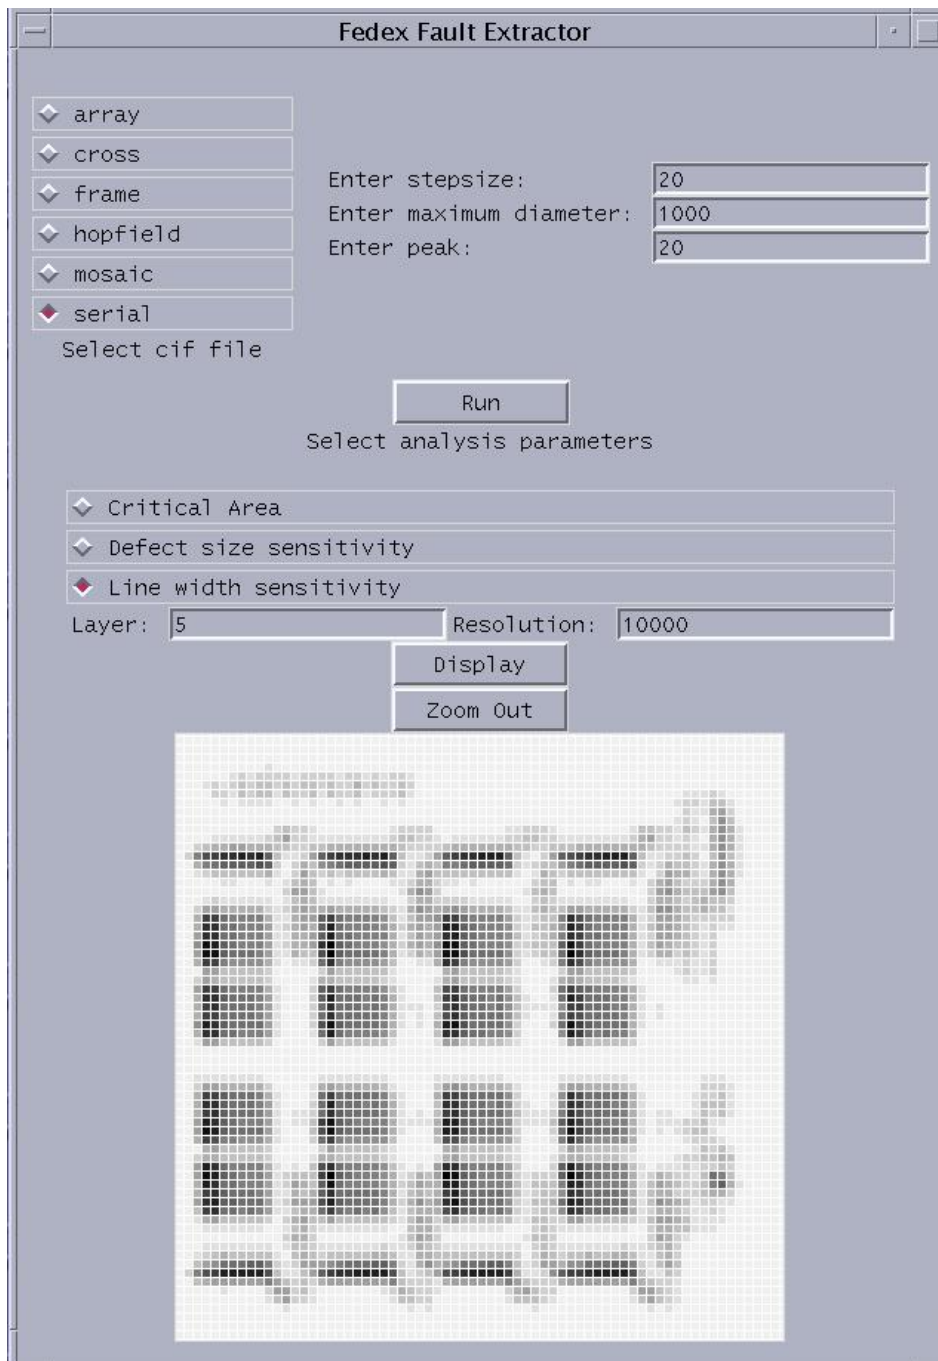 Fedex Fault Extractor
array
cross
frame
hopfield
mosaic
serial
Select cif file
Enter stepsize: 20
Enter maximum diameter: 1000
Enter peak: 20
Run
Select analysis parameters
Critical Area
Defect size sensitivity
Line width sensitivity
Layer: 5 Resolution: 10000
Display
Zoom Out